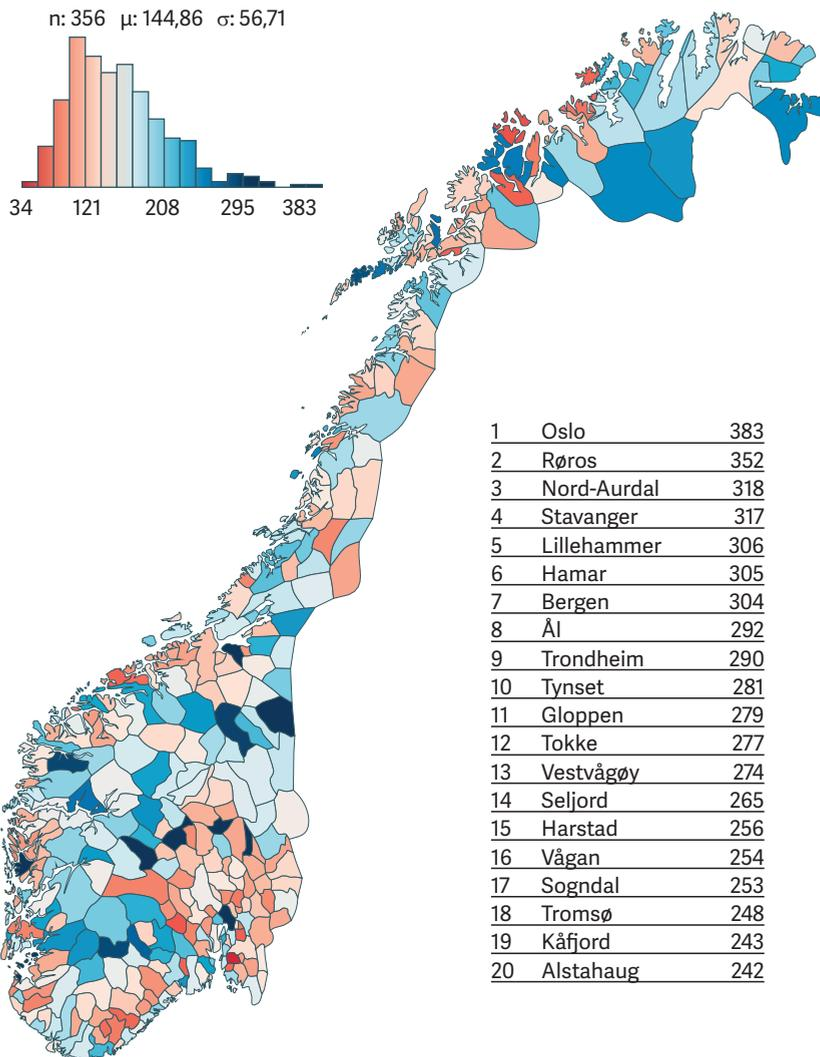 n: 356 μ: 144,86 σ: 56,71
34 121 208 295 383
1 Oslo 383
2 Røros 352
3 Nord-Aurdal 318
4 Stavanger 317
5 Lillehammer 306
6 Hamar 305
7 Bergen 304
8 Ål 292
9 Trondheim 290
10 Tynset 281
11 Gloppen 279
12 Tokke 277
13 Vestvågøy 274
14 Seljord 265
15 Harstad 256
16 Vågan 254
17 Sogndal 253
18 Tromsø 248
19 Kåfjord 243
20 Alstahaug 242